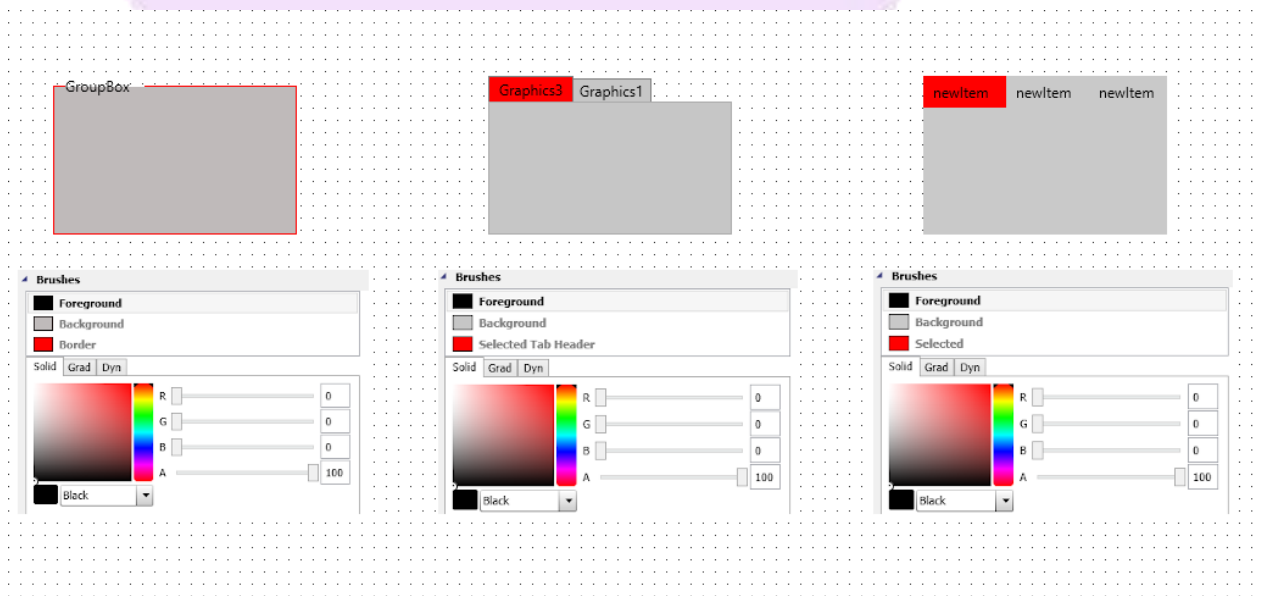 GroupBox
Graphics3 Graphics1
newItem newItem newItem
Brushes
Foreground
Background
Border
Solid Grad Dyn
R 0
G 0
B 0
A 100
Black
Brushes
Foreground
Background
Selected Tab Header
Solid Grad Dyn
R 0
G 0
B 0
A 100
Black
Brushes
Foreground
Background
Selected
Solid Grad Dyn
R 0
G 0
B 0
A 100
Black